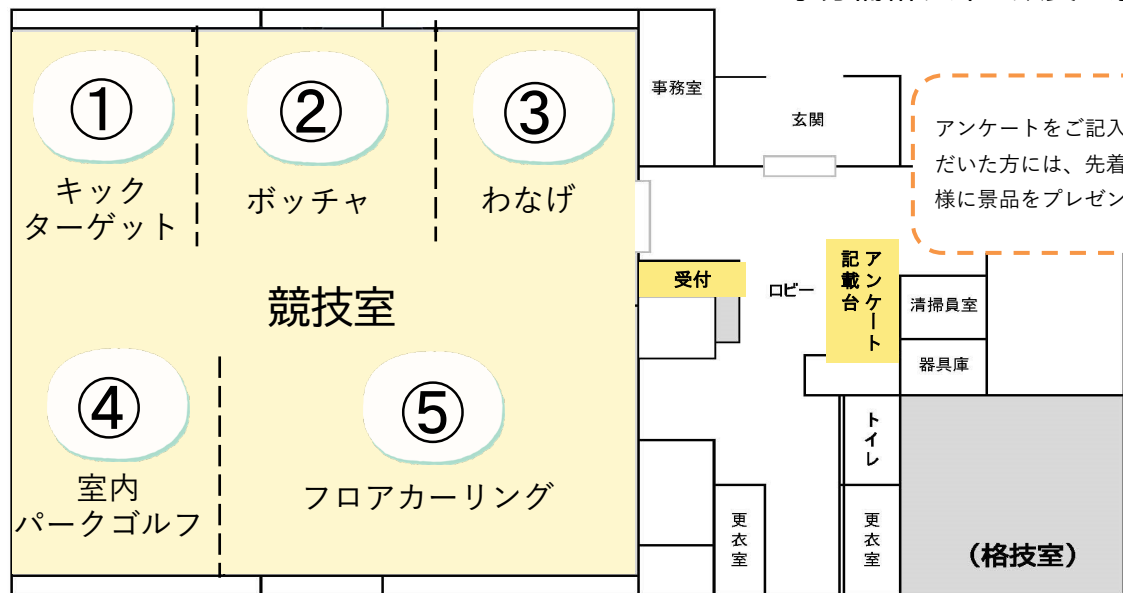 ①
キック
ターゲット
②
ボッチャ
③
わなげ
競技室
④
室内
パークゴルフ
⑤
フロアカーリング
事務室
玄関
アンケートをご記入
だいた方には、先着
様に景品をプレゼン
受付
ロビー
アンケート
記載台
清掃員室
器具庫
トイレ
更衣室
更衣室
（格技室）